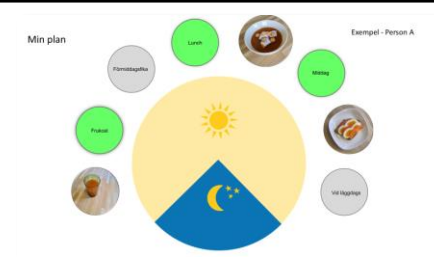 Min plan
Exempel - Person A
Lunch
Förmiddagsfika
Middag
Frukost
Vid läggdags